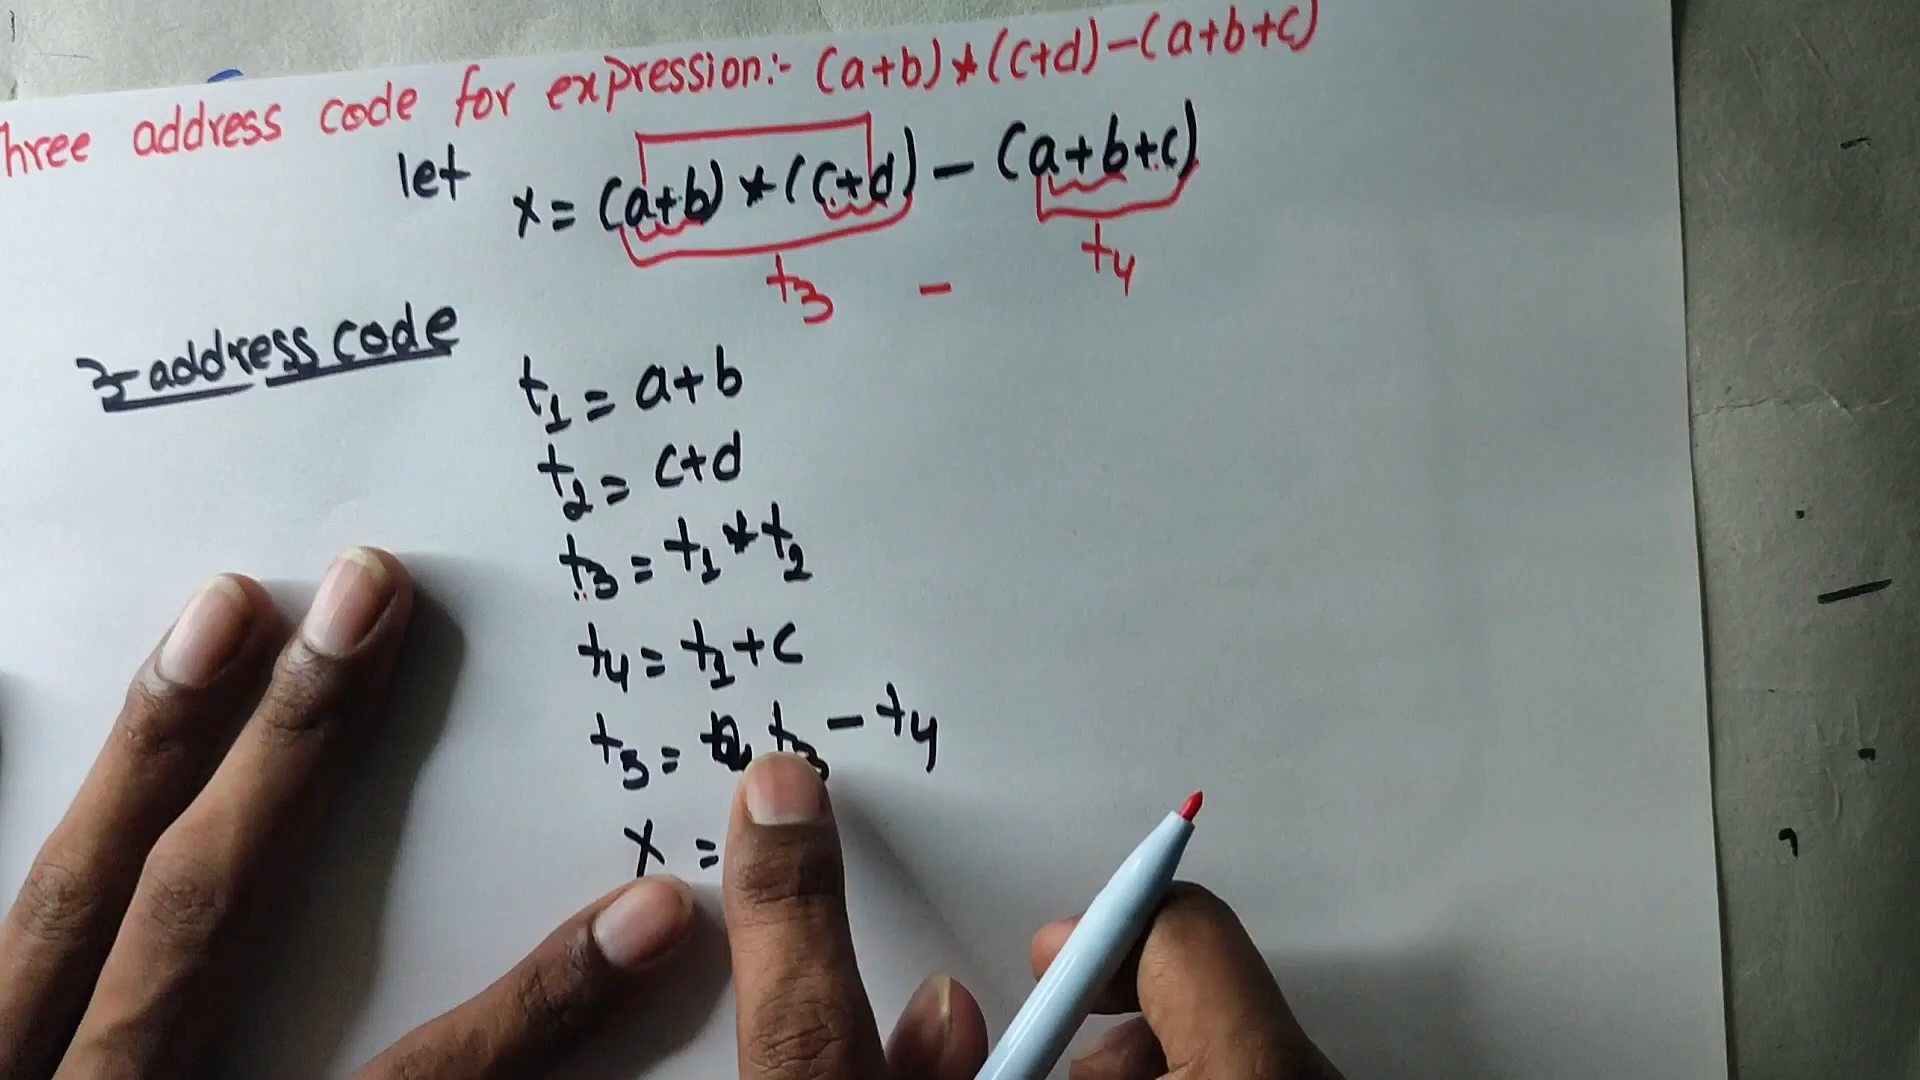 hree address code for expression:- (a+b)*(c+d)-(a+b+c)
let x = (a+b)*(c+d) - (a+b+c)
t3 - t4
3-address code
t1 = a+b
t2 = c+d
t3 = t1 * t2
t4 = t1 + c
t5 = t3 - t4
x =